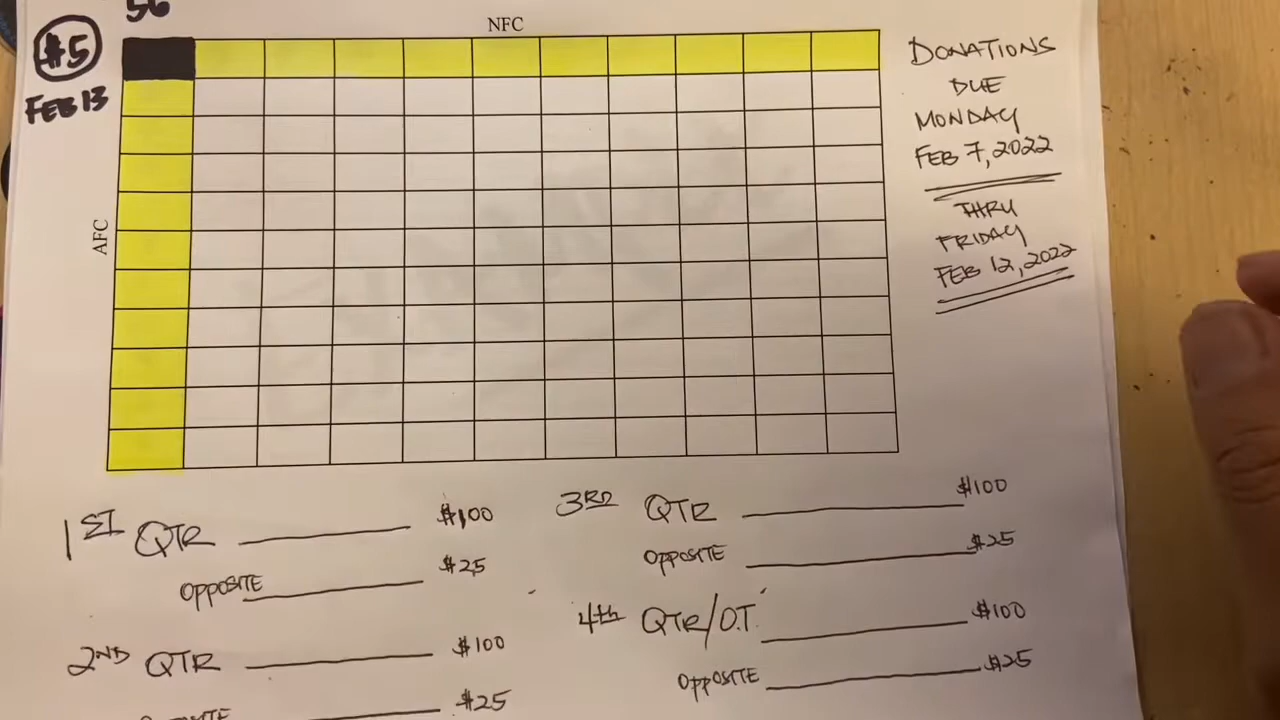 56
NFC
$5
FEB 13
AFC
DONATIONS
DUE
MONDAY
FEB 7, 2022
THRU
FRIDAY
FEB 12, 2022
1ST QTR $100
OPPOSITE $25
2ND QTR $100
OPPOSITE $25
3RD QTR $100
OPPOSITE $25
4th QTR/O.T. $100
OPPOSITE $25